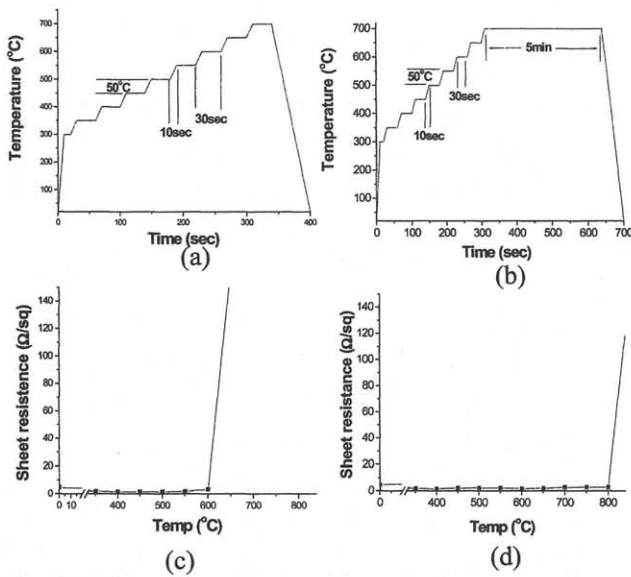 Temperature (°C)
700
600
500
400
300
200
100
50°C
10sec
30sec
0
100
200
300
400
Time (sec)
(a)
Temperature (°C)
700
600
500
400
300
200
100
50°C
10sec
30sec
5min
0
100
200
300
400
500
600
700
Time (sec)
(b)
Sheet resistence (Ω/sq)
140
120
100
80
60
40
20
0
0
10
400
500
600
700
800
Temp (°C)
(c)
Sheet resistance (Ω/sq)
140
120
100
80
60
40
20
0
0
400
500
600
700
800
Temp (°C)
(d)